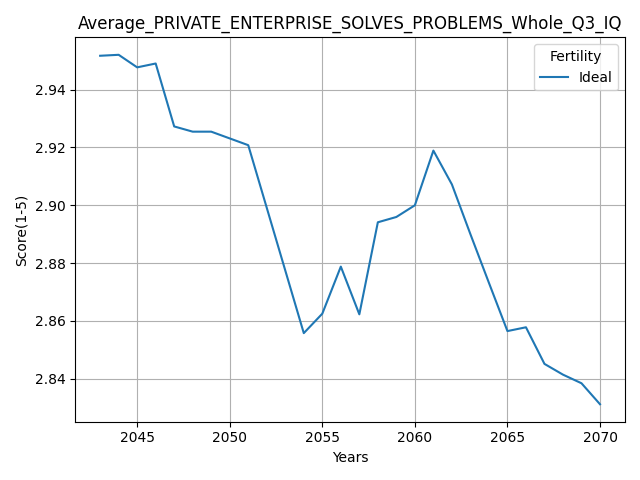 Average_PRIVATE_ENTERPRISE_SOLVES_PROBLEMS_Whole_Q3_IQ
Fertility
Ideal
Score(1-5)
2.94
2.92
2.90
2.88
2.86
2.84
2045 2050 2055 2060 2065 2070
Years